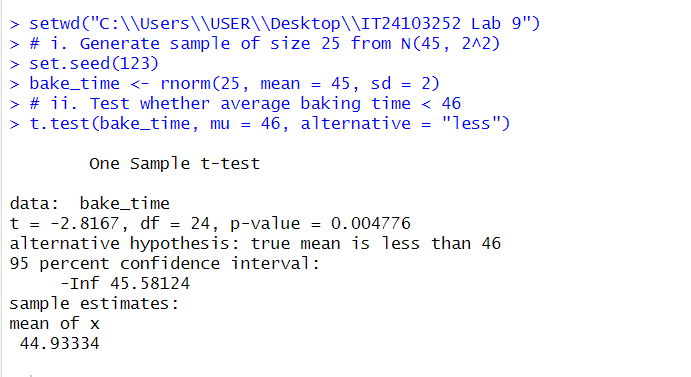 > setwd("C:\\Users\\USER\\Desktop\\IT24103252 Lab 9")
> # i. Generate sample of size 25 from N(45, 2^2)
> set.seed(123)
> bake_time <- rnorm(25, mean = 45, sd = 2)
> # ii. Test whether average baking time < 46
> t.test(bake_time, mu = 46, alternative = "less")
One Sample t-test
data:  bake_time
t = -2.8167, df = 24, p-value = 0.004776
alternative hypothesis: true mean is less than 46
95 percent confidence interval:
-Inf 45.58124
sample estimates:
mean of x
44.93334